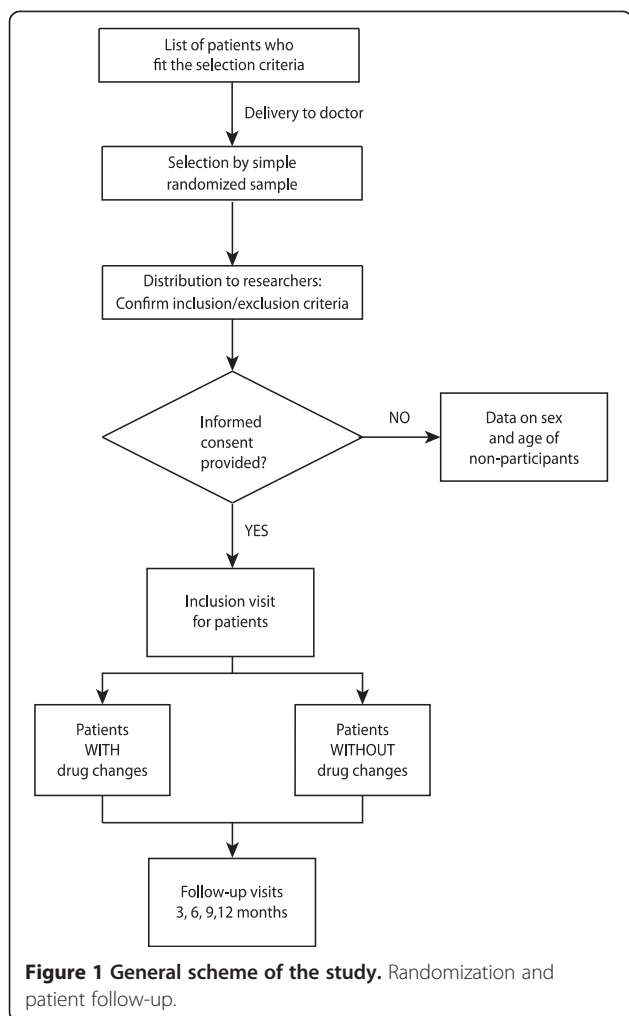 List of patients who
fit the selection criteria
Delivery to doctor
Selection by simple
randomized sample
Distribution to researchers:
Confirm inclusion/exclusion criteria
Informed
consent
provided?
NO
Data on sex
and age of
non-participants
YES
Inclusion visit
for patients
Patients
WITH
drug changes
Patients
WITHOUT
drug changes
Follow-up visits
3, 6, 9,12 months
Figure 1 General scheme of the study. Randomization and
patient follow-up.